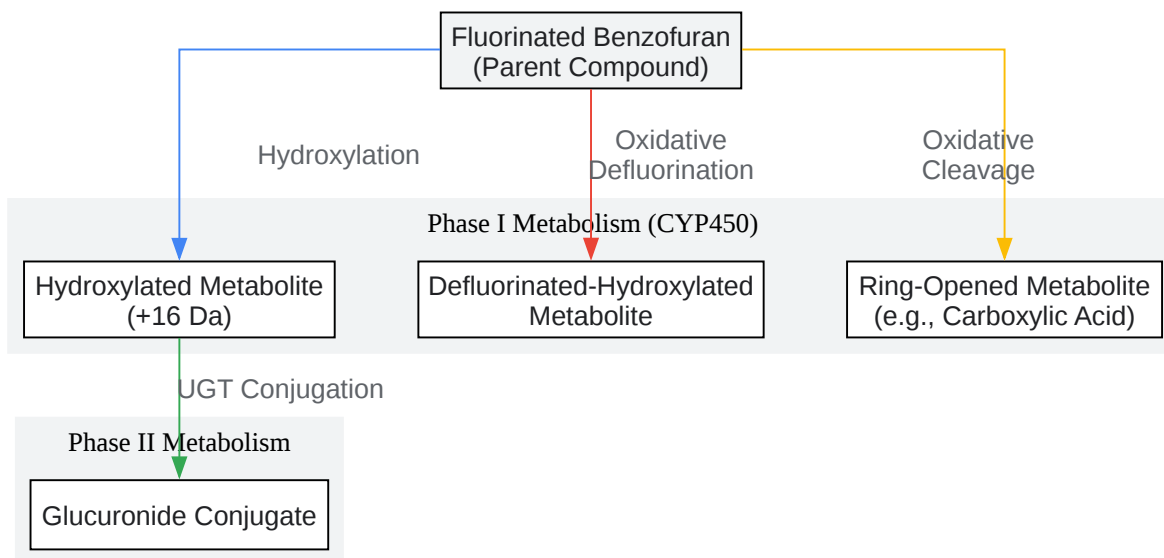 Fluorinated Benzofuran
(Parent Compound)
Hydroxylation
Oxidative
Defluorination
Oxidative
Cleavage
Phase I Metabolism (CYP450)
Hydroxylated Metabolite
(+16 Da)
Defluorinated-Hydroxylated
Metabolite
Ring-Opened Metabolite
(e.g., Carboxylic Acid)
UGT Conjugation
Phase II Metabolism
Glucuronide Conjugate